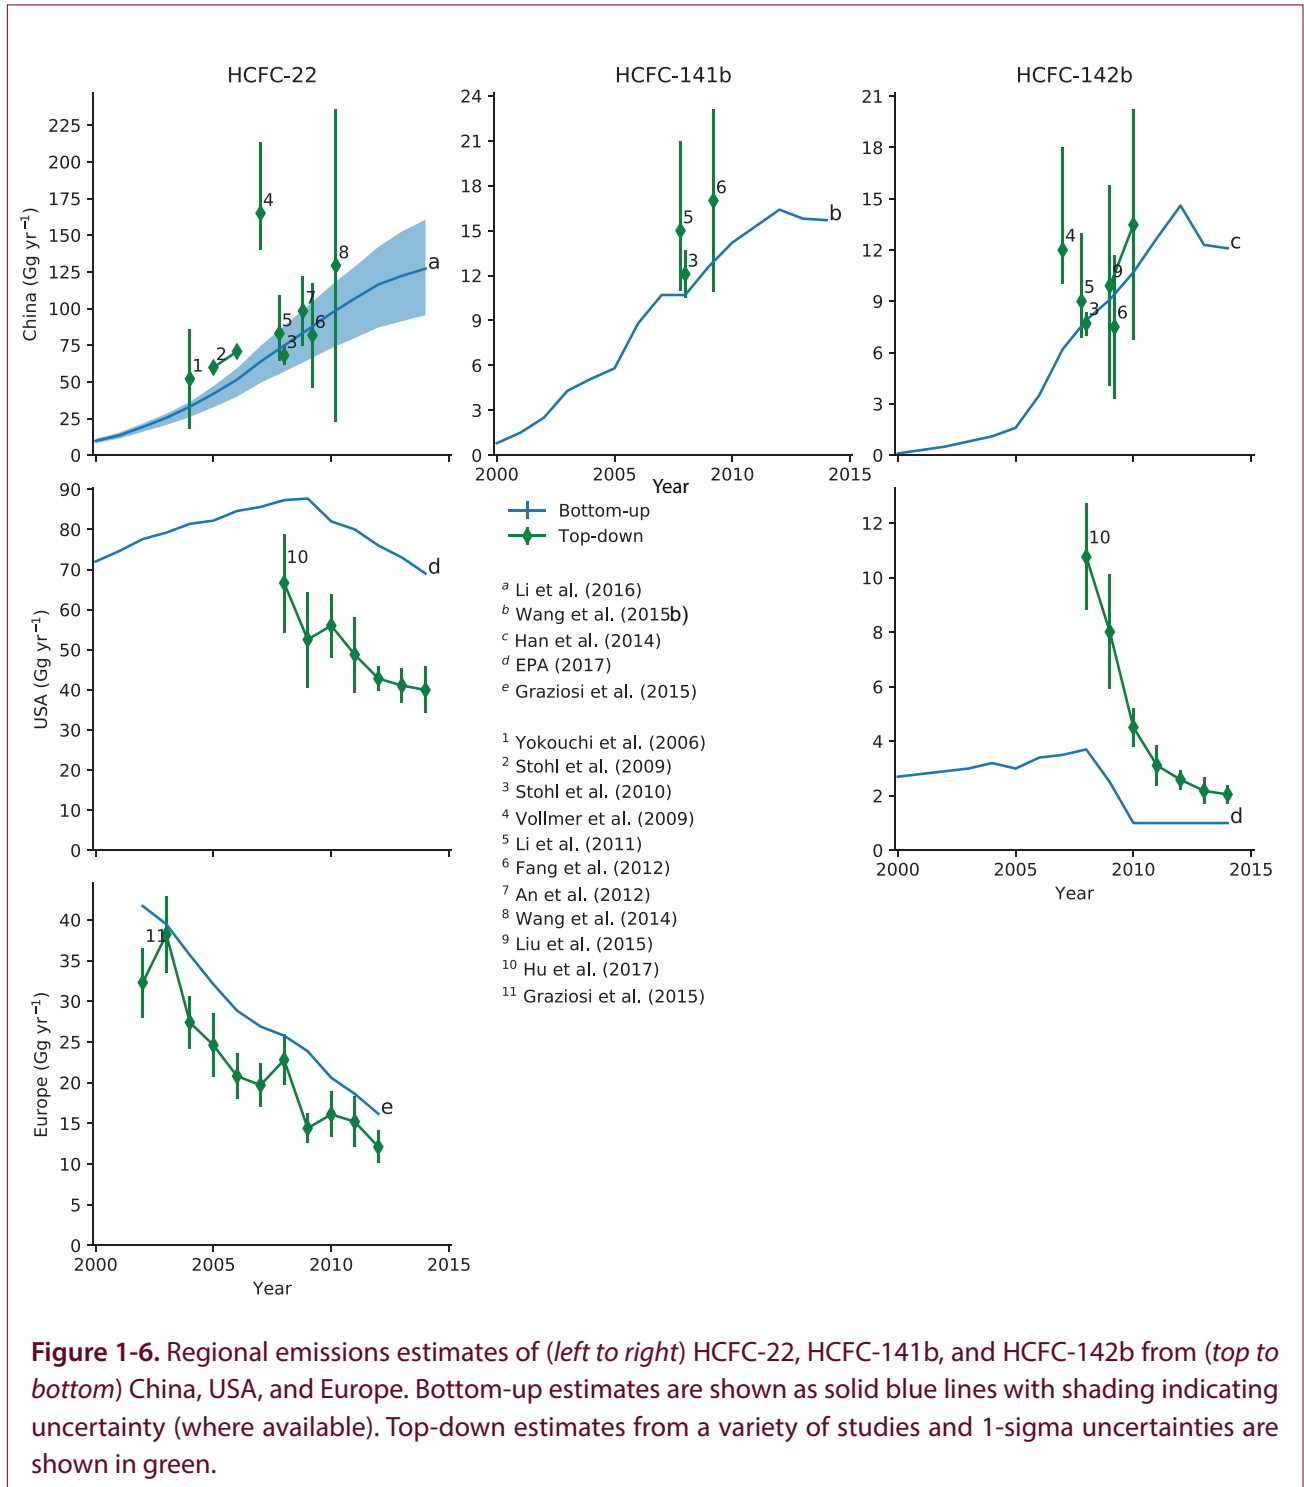 HCFC-22
HCFC-141b
HCFC-142b
China (Gg yr⁻¹)
225
200
175
150
125
100
75
50
25
0
1
2
4
5
3
7
6
8
a
24
21
18
15
12
9
6
3
0
5
3
6
b
2000
2005
2010
2015
Year
21
18
15
12
9
6
3
0
4
5
3
9
6
c
USA (Gg yr⁻¹)
90
80
70
60
50
40
30
20
10
0
10
d
Bottom-up
Top-down
a Li et al. (2016)
b Wang et al. (2015b)
c Han et al. (2014)
d EPA (2017)
e Graziosi et al. (2015)
1 Yokouchi et al. (2006)
2 Stohl et al. (2009)
3 Stohl et al. (2010)
4 Vollmer et al. (2009)
5 Li et al. (2011)
6 Fang et al. (2012)
7 An et al. (2012)
8 Wang et al. (2014)
9 Liu et al. (2015)
10 Hu et al. (2017)
11 Graziosi et al. (2015)
12
10
8
6
4
2
0
10
d
2000
2005
2010
2015
Year
Europe (Gg yr⁻¹)
40
35
30
25
20
15
10
5
0
11
e
2000
2005
2010
2015
Year
Figure 1-6. Regional emissions estimates of (left to right) HCFC-22, HCFC-141b, and HCFC-142b from (top to
bottom) China, USA, and Europe. Bottom-up estimates are shown as solid blue lines with shading indicating
uncertainty (where available). Top-down estimates from a variety of studies and 1-sigma uncertainties are
shown in green.